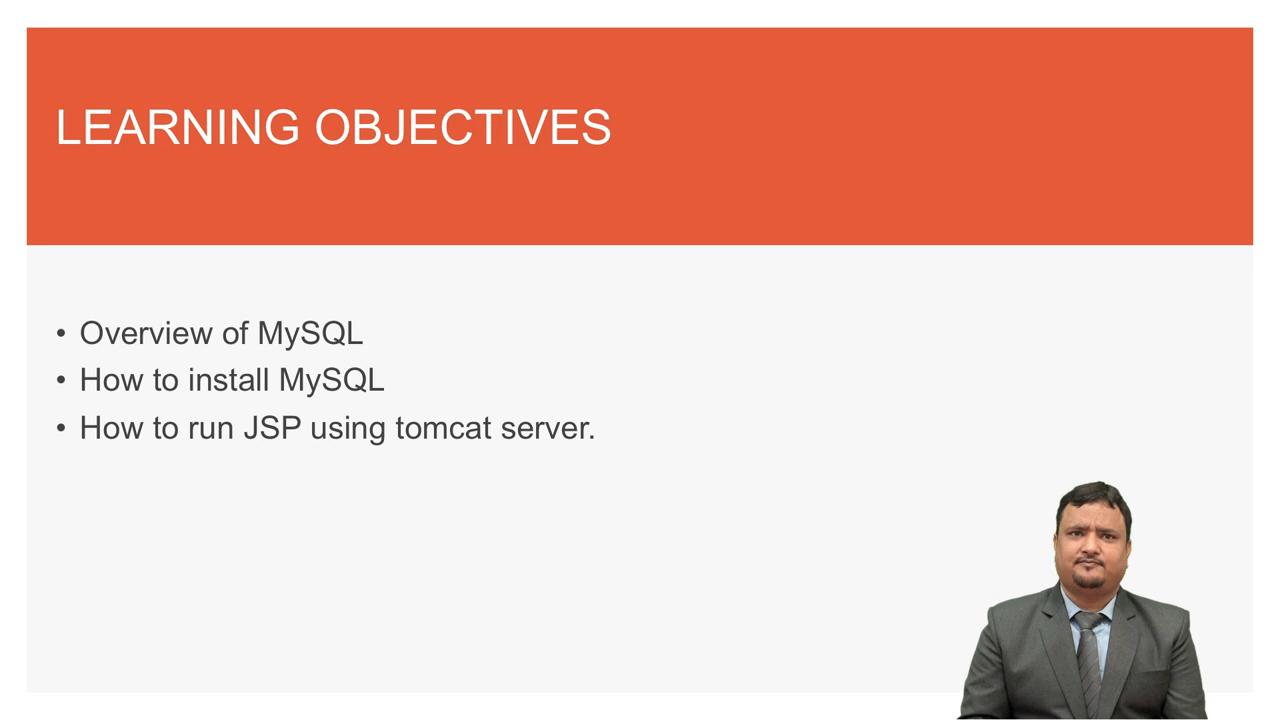 LEARNING OBJECTIVES
• Overview of MySQL
• How to install MySQL
• How to run JSP using tomcat server.